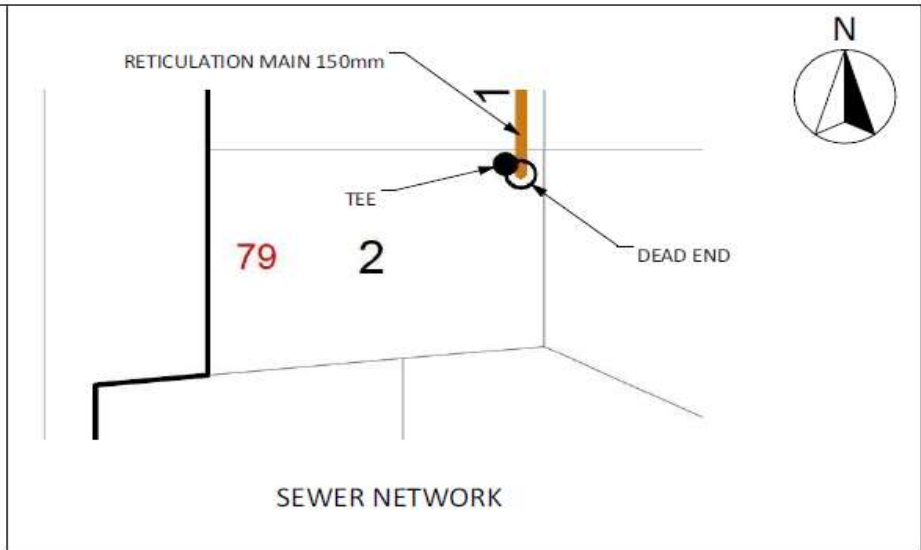 N
RETICULATION MAIN 150mm
1
TEE
79 2
DEAD END
SEWER NETWORK